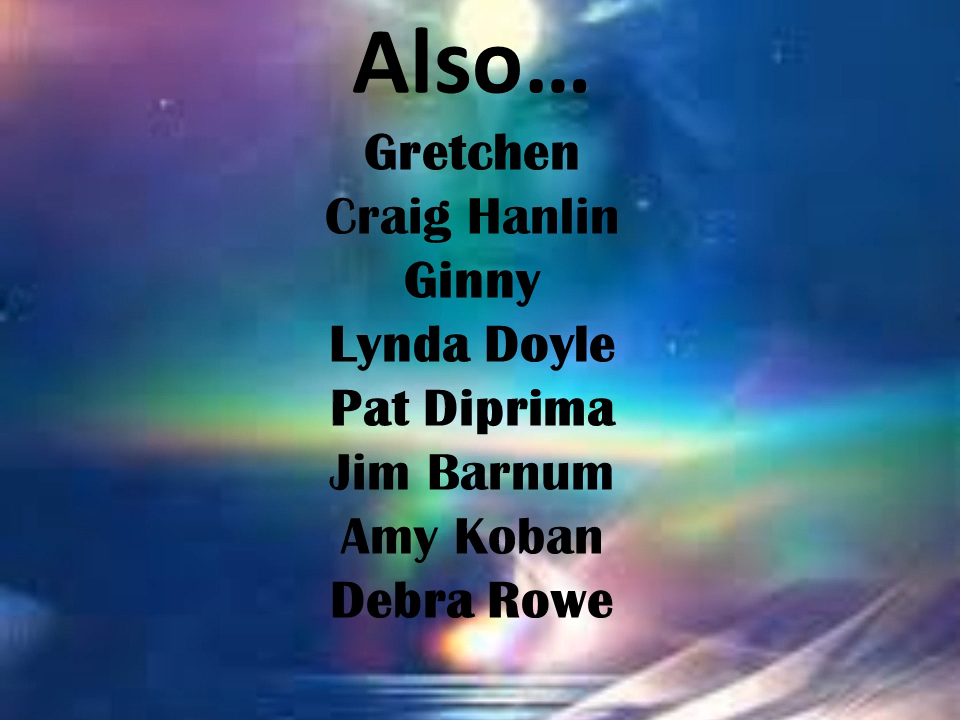 Also…
Gretchen
Craig Hanlin
Ginny
Lynda Doyle
Pat Diprima
Jim Barnum
Amy Koban
Debra Rowe